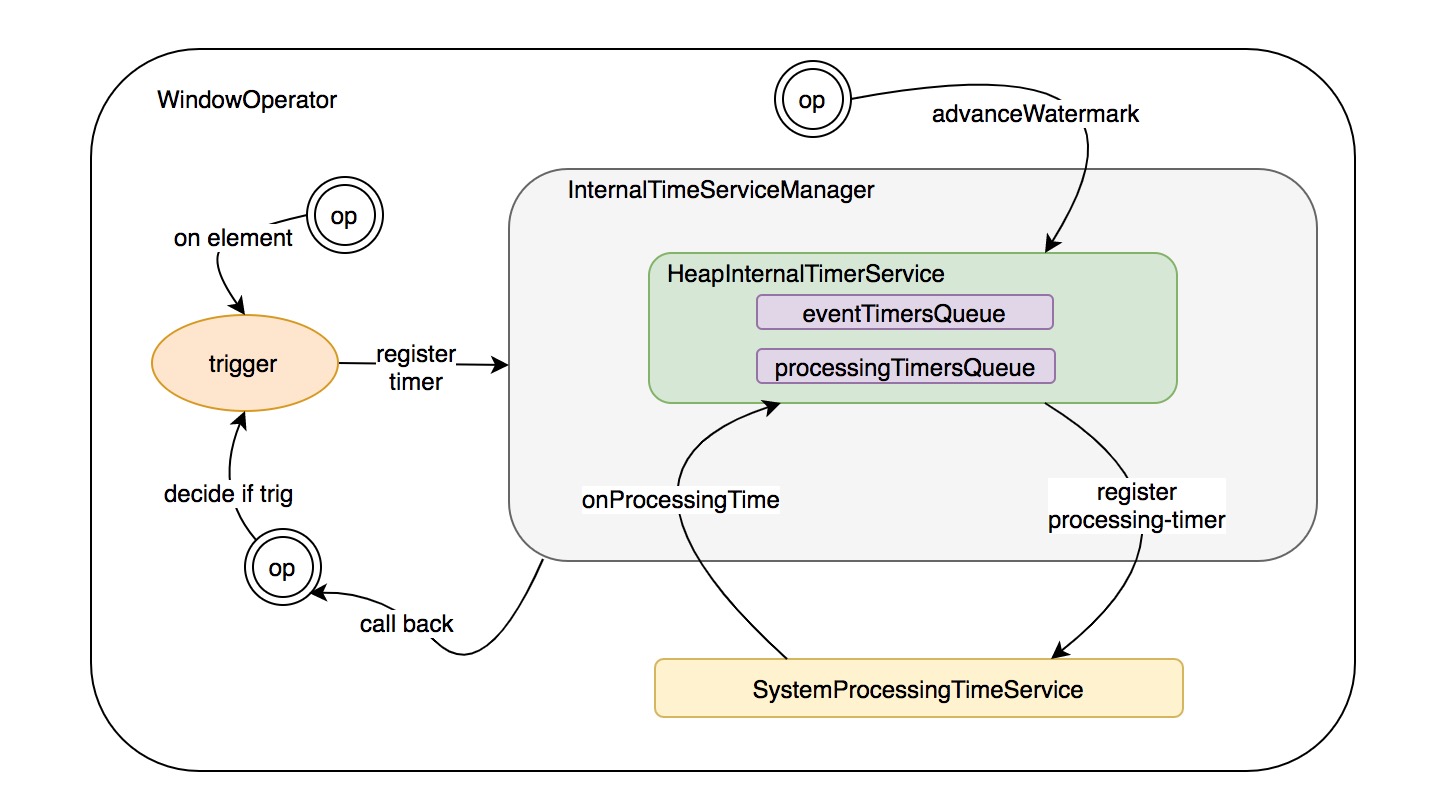 WindowOperator
op
advanceWatermark
InternalTimeServiceManager
op
on element
HeapInternalTimerService
eventTimersQueue
trigger
register
timer
processingTimersQueue
decide if trig
onProcessingTime
register
processing-timer
op
call back
SystemProcessingTimeService